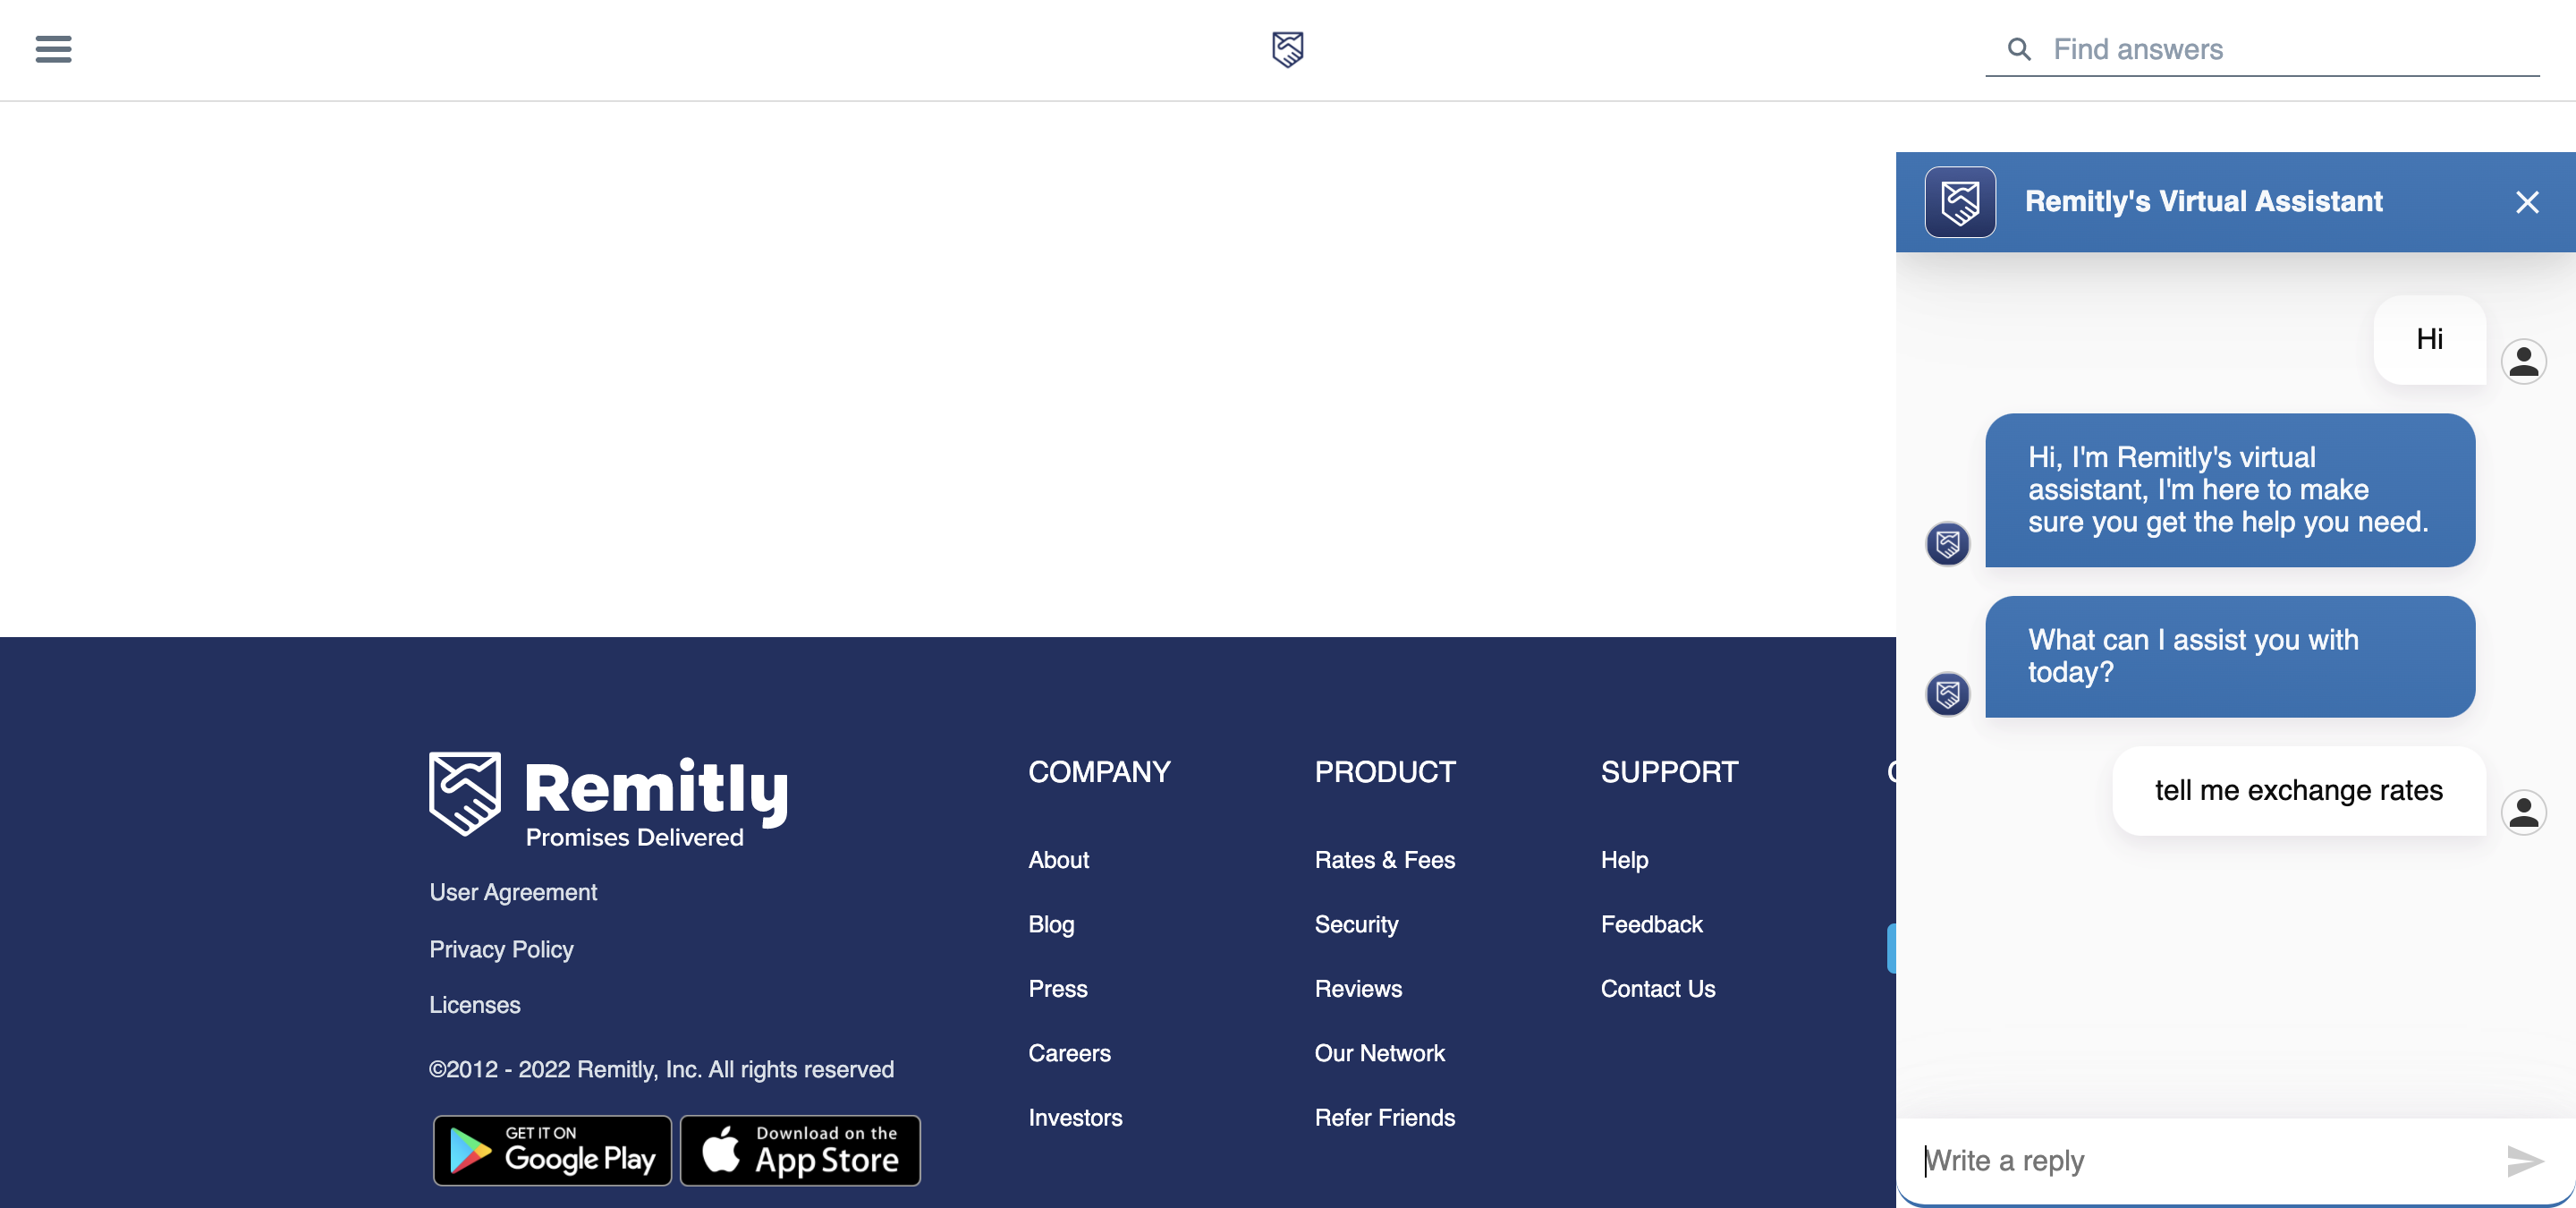 Find answers
Remitly's Virtual Assistant
Hi
Hi, I'm Remitly's virtual
assistant, I'm here to make
sure you get the help you need.
What can I assist you with
today?
tell me exchange rates
Write a reply
Remitly
Promises Delivered
User Agreement
Privacy Policy
Licenses
©2012 - 2022 Remitly, Inc. All rights reserved
GET IT ON
Google Play
Download on the
App Store
COMPANY
About
Blog
Press
Careers
Investors
PRODUCT
Rates & Fees
Security
Reviews
Our Network
Refer Friends
SUPPORT
Help
Feedback
Contact Us